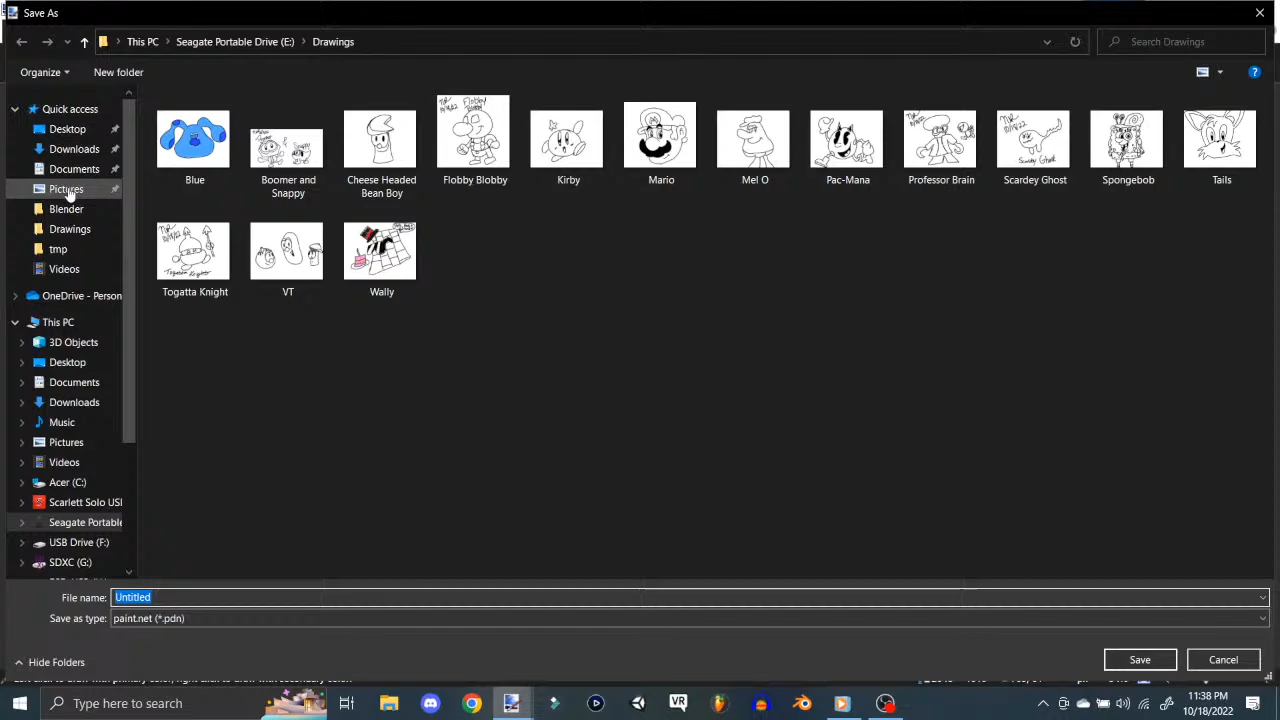 Save As
This PC > Seagate Portable Drive (E:) > Drawings
Search Drawings
Organize
New folder
Quick access
Desktop
Downloads
Documents
Pictures
Blender
Drawings
tmp
Videos
OneDrive - Person
This PC
3D Objects
Desktop
Documents
Downloads
Music
Pictures
Videos
Acer (C:)
Scarlett Solo USI
Seagate Portable
USB Drive (F:)
SDXC (G:)
Blue
Boomer and
Snappy
Cheese Headed
Bean Boy
Flobby Blobby
Kirby
Mario
Mel O
Pac-Mana
Professor Brain
Scardey Ghost
Spongebob
Tails
Togatta Knight
VT
Wally
File name: Untitled
Save as type: paint.net (*.pdn)
Hide Folders
Save
Cancel
Type here to search
VR
11:38 PM
10/18/2022